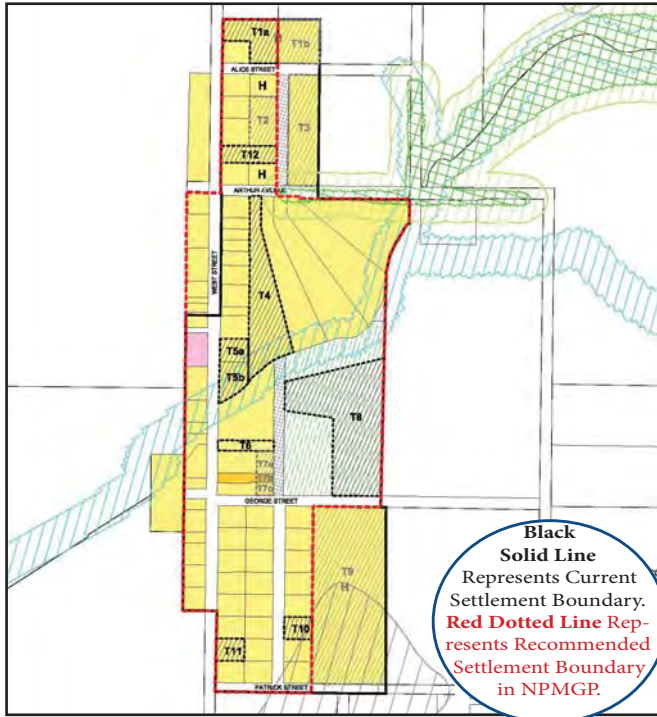 T1a
H
T1b
ALICE STREET
H
T2
T3
T12
H
ARTHUR AVENUE
WEST STREET
T4
T5a
T5b
T8
T6
T7a
T7b
T7c
GEORGE STREET
T9
H
T10
T11
PATRICK STREET
Black
Solid Line
Represents Current
Settlement Boundary.
Red Dotted Line Rep-
resents Recommended
Settlement Boundary
in NPMGP.